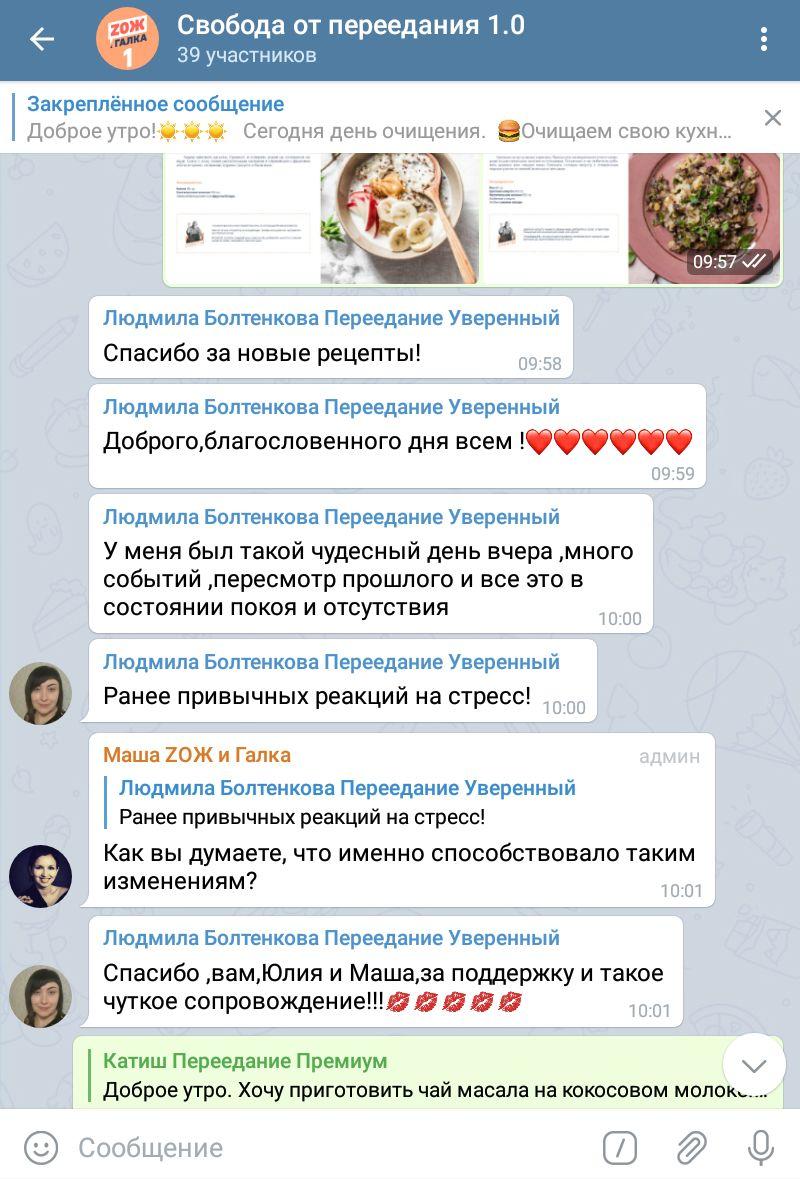 ZОЖ
и ГАЛКА
1
Свобода от переедания 1.0
39 участников
Закреплённое сообщение
Доброе утро!☀️☀️☀️ Сегодня день очищения. 🍔Очищаем свою кухн...
09:57
Людмила Болтенкова Переедание Уверенный
Спасибо за новые рецепты!
09:58
Людмила Болтенкова Переедание Уверенный
Доброго,благословенного дня всем !❤️❤️❤️❤️❤️❤️
09:59
Людмила Болтенкова Переедание Уверенный
У меня был такой чудесный день вчера ,много
событий ,пересмотр прошлого и все это в
состоянии покоя и отсутствия
10:00
Людмила Болтенкова Переедание Уверенный
Ранее привычных реакций на стресс!
10:00
Маша ZОЖ и Галка
админ
Людмила Болтенкова Переедание Уверенный
Ранее привычных реакций на стресс!
Как вы думаете, что именно способствовало таким
изменениям?
10:01
Людмила Болтенкова Переедание Уверенный
Спасибо ,вам,Юлия и Маша,за поддержку и такое
чуткое сопровождение!!!💋💋💋💋💋
10:01
Катиш Переедание Премиум
Доброе утро. Хочу приготовить чай масала на кокосовом молоке...
Сообщение